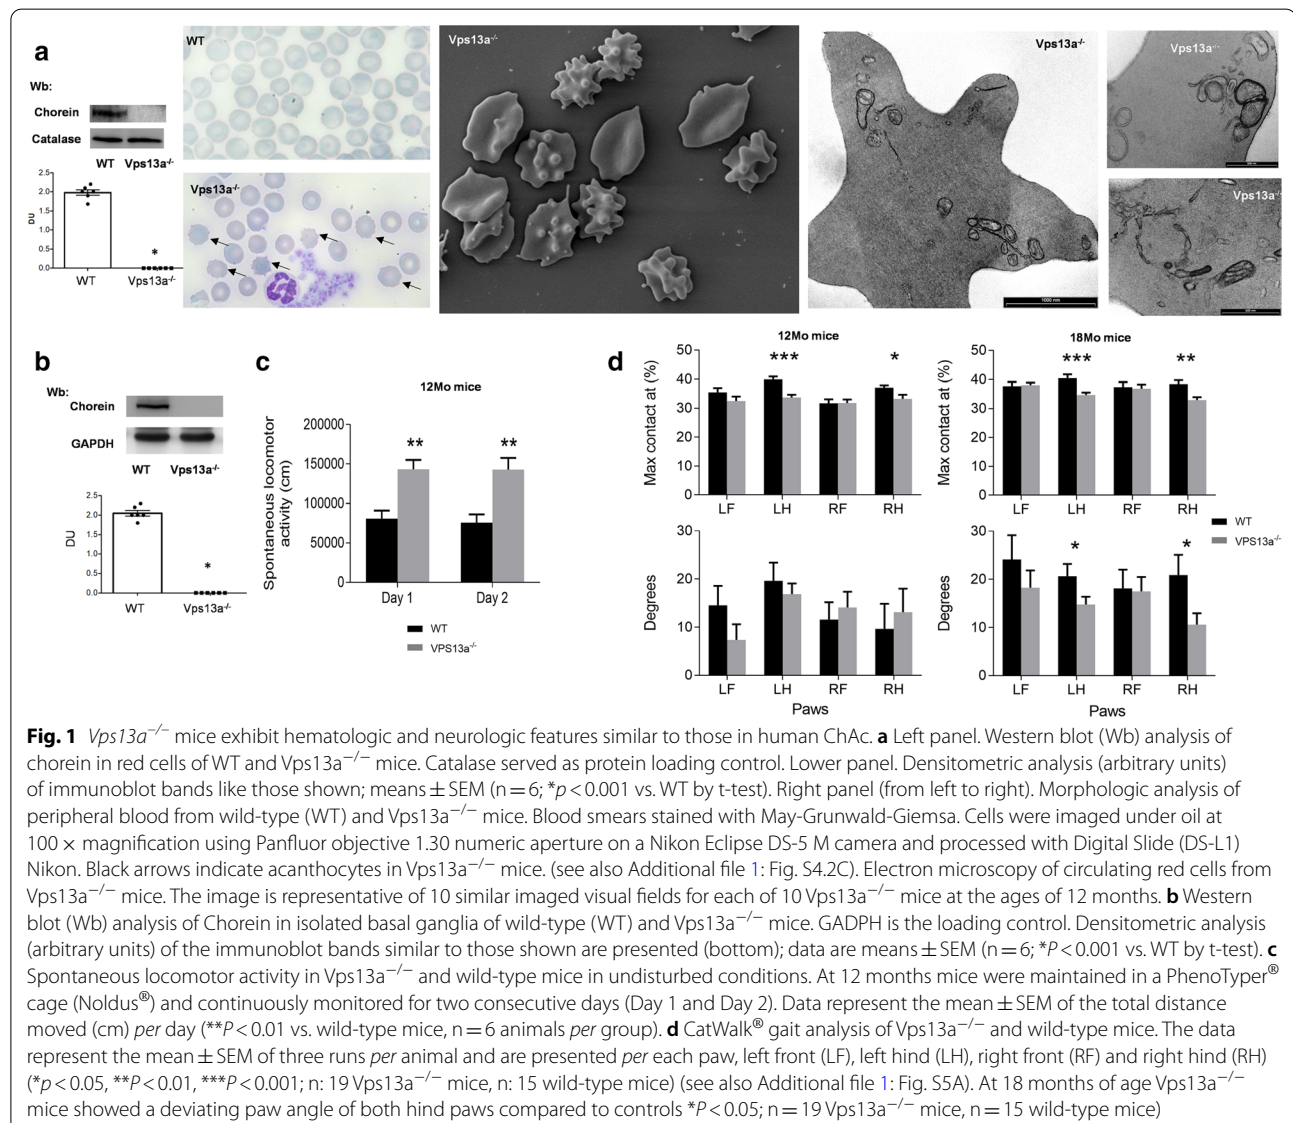 a
Wb:
Chorein
Catalase
WT Vps13a-/-
2.5
2.0
1.5
1.0
0.5
0.0
DU
*
WT
Vps13a-/-
WT
Vps13a-/-
Vps13a-/-
Vps13a-/-
1000 nm
Vps13a-/-
Vps13a-/-
b
Wb:
Chorein
GAPDH
WT Vps13a-/-
2.5
2.0
1.5
1.0
0.5
0.0
DU
*
WT
Vps13a-/-
c
12Mo mice
Spontaneous locomotor
activity (cm)
200000
150000
100000
50000
0
** **
Day 1 Day 2
WT
VPS13a-/-
d
12Mo mice
Max contact at (%)
50
40
30
20
10
0
*** *
LF LH RF RH
18Mo mice
Max contact at (%)
50
40
30
20
10
0
*** **
LF LH RF RH
Degrees
30
20
10
0
LF LH RF RH
Paws
Degrees
30
20
10
0
* *
LF LH RF RH
Paws
WT
VPS13a-/-
Fig. 1 Vps13a−/− mice exhibit hematologic and neurologic features similar to those in human ChAc. a Left panel. Western blot (Wb) analysis of
chorein in red cells of WT and Vps13a−/− mice. Catalase served as protein loading control. Lower panel. Densitometric analysis (arbitrary units)
of immunoblot bands like those shown; means ± SEM (n = 6; *p < 0.001 vs. WT by t-test). Right panel (from left to right). Morphologic analysis of
peripheral blood from wild-type (WT) and Vps13a−/− mice. Blood smears stained with May-Grunwald-Giemsa. Cells were imaged under oil at
100 × magnification using Panfluor objective 1.30 numeric aperture on a Nikon Eclipse DS-5 M camera and processed with Digital Slide (DS-L1)
Nikon. Black arrows indicate acanthocytes in Vps13a−/− mice. (see also Additional file 1: Fig. S4.2C). Electron microscopy of circulating red cells from
Vps13a−/− mice. The image is representative of 10 similar imaged visual fields for each of 10 Vps13a−/− mice at the ages of 12 months. b Western
blot (Wb) analysis of Chorein in isolated basal ganglia of wild-type (WT) and Vps13a−/− mice. GADPH is the loading control. Densitometric analysis
(arbitrary units) of the immunoblot bands similar to those shown are presented (bottom); data are means ± SEM (n = 6; *P < 0.001 vs. WT by t-test). c
Spontaneous locomotor activity in Vps13a−/− and wild-type mice in undisturbed conditions. At 12 months mice were maintained in a PhenoTyper®
cage (Noldus®) and continuously monitored for two consecutive days (Day 1 and Day 2). Data represent the mean ± SEM of the total distance
moved (cm) per day (**P < 0.01 vs. wild-type mice, n = 6 animals per group). d CatWalk® gait analysis of Vps13a−/− and wild-type mice. The data
represent the mean ± SEM of three runs per animal and are presented per each paw, left front (LF), left hind (LH), right front (RF) and right hind (RH)
(*p < 0.05, **P < 0.01, ***P < 0.001; n: 19 Vps13a−/− mice, n: 15 wild-type mice) (see also Additional file 1: Fig. S5A). At 18 months of age Vps13a−/−
mice showed a deviating paw angle of both hind paws compared to controls *P < 0.05; n = 19 Vps13a−/− mice, n = 15 wild-type mice)